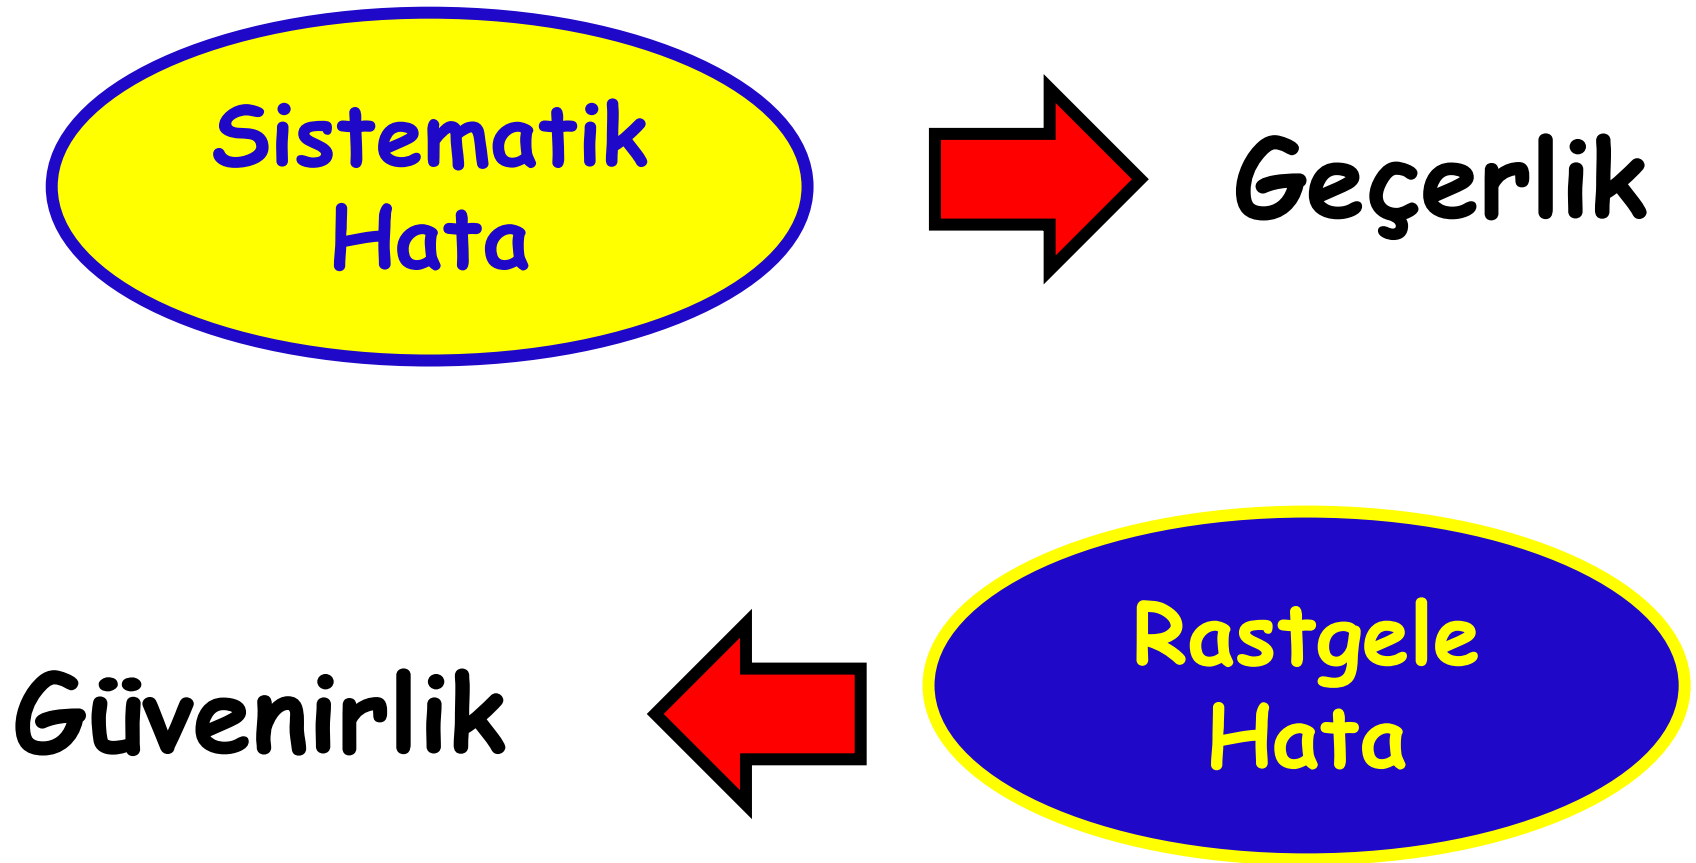 Sistematik
Hata
Geçerlik
Rastgele
Hata
Güvenirlik